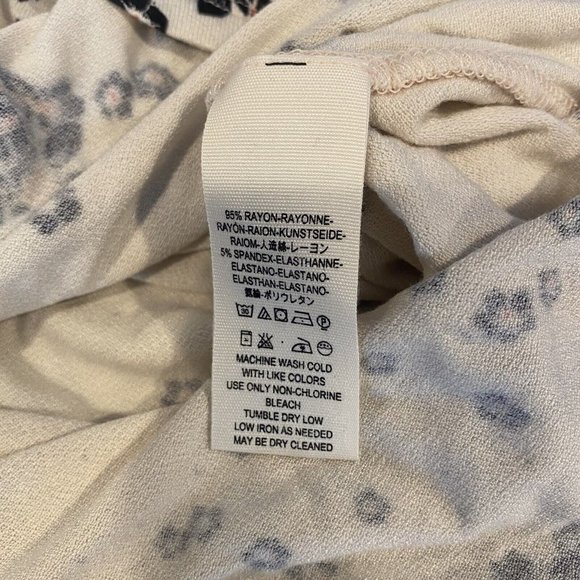 95% RAYON-RAYONNE-
RAYÓN-RAION-KUNSTSEIDE-
RAIOM-人造絲-レーヨン
5% SPANDEX-ELASTHANNE-
ELASTANO-ELASTANO-
ELASTHAN-ELASTANO-
氨綸-ポリウレタン
30 P
MACHINE WASH COLD
WITH LIKE COLORS
USE ONLY NON-CHLORINE
BLEACH
TUMBLE DRY LOW
LOW IRON AS NEEDED
MAY BE DRY CLEANED